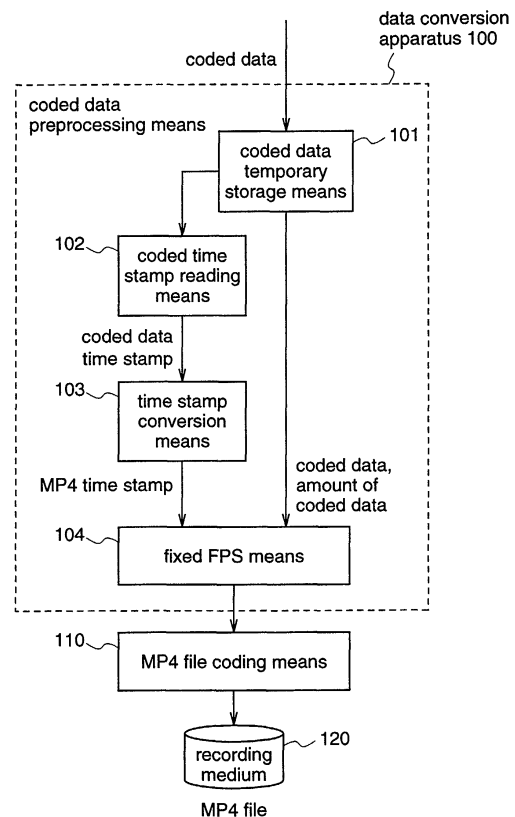 data conversion
apparatus 100
coded data
coded data
preprocessing means
101
coded data
temporary
storage means
102
coded time
stamp reading
means
coded data
time stamp
103
time stamp
conversion
means
MP4 time stamp
coded data,
amount of
coded data
104
fixed FPS means
110
MP4 file coding means
120
recording
medium
MP4 file